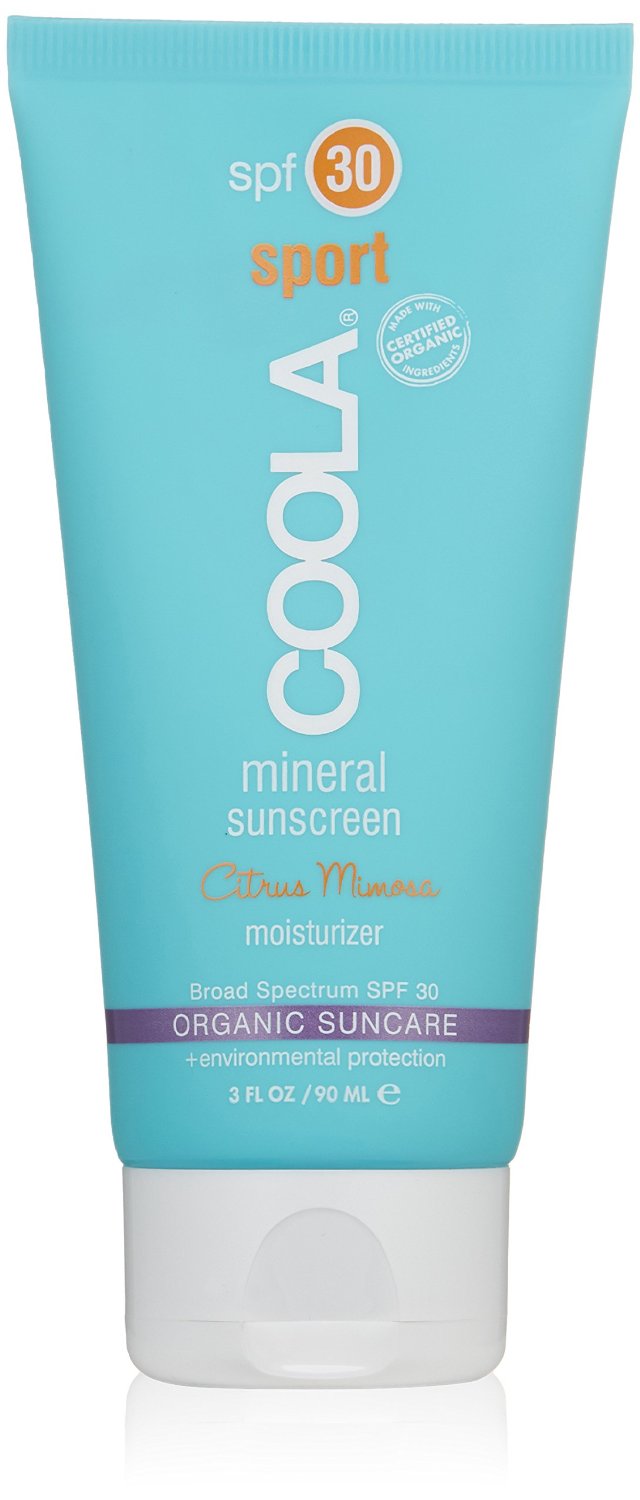 spf 30
sport
COOLA®
MADE WITH
CERTIFIED
ORGANIC
INGREDIENTS
mineral
sunscreen
Citrus Mimosa
moisturizer
Broad Spectrum SPF 30
ORGANIC SUNCARE
+environmental protection
3 FL OZ / 90 ML ℮